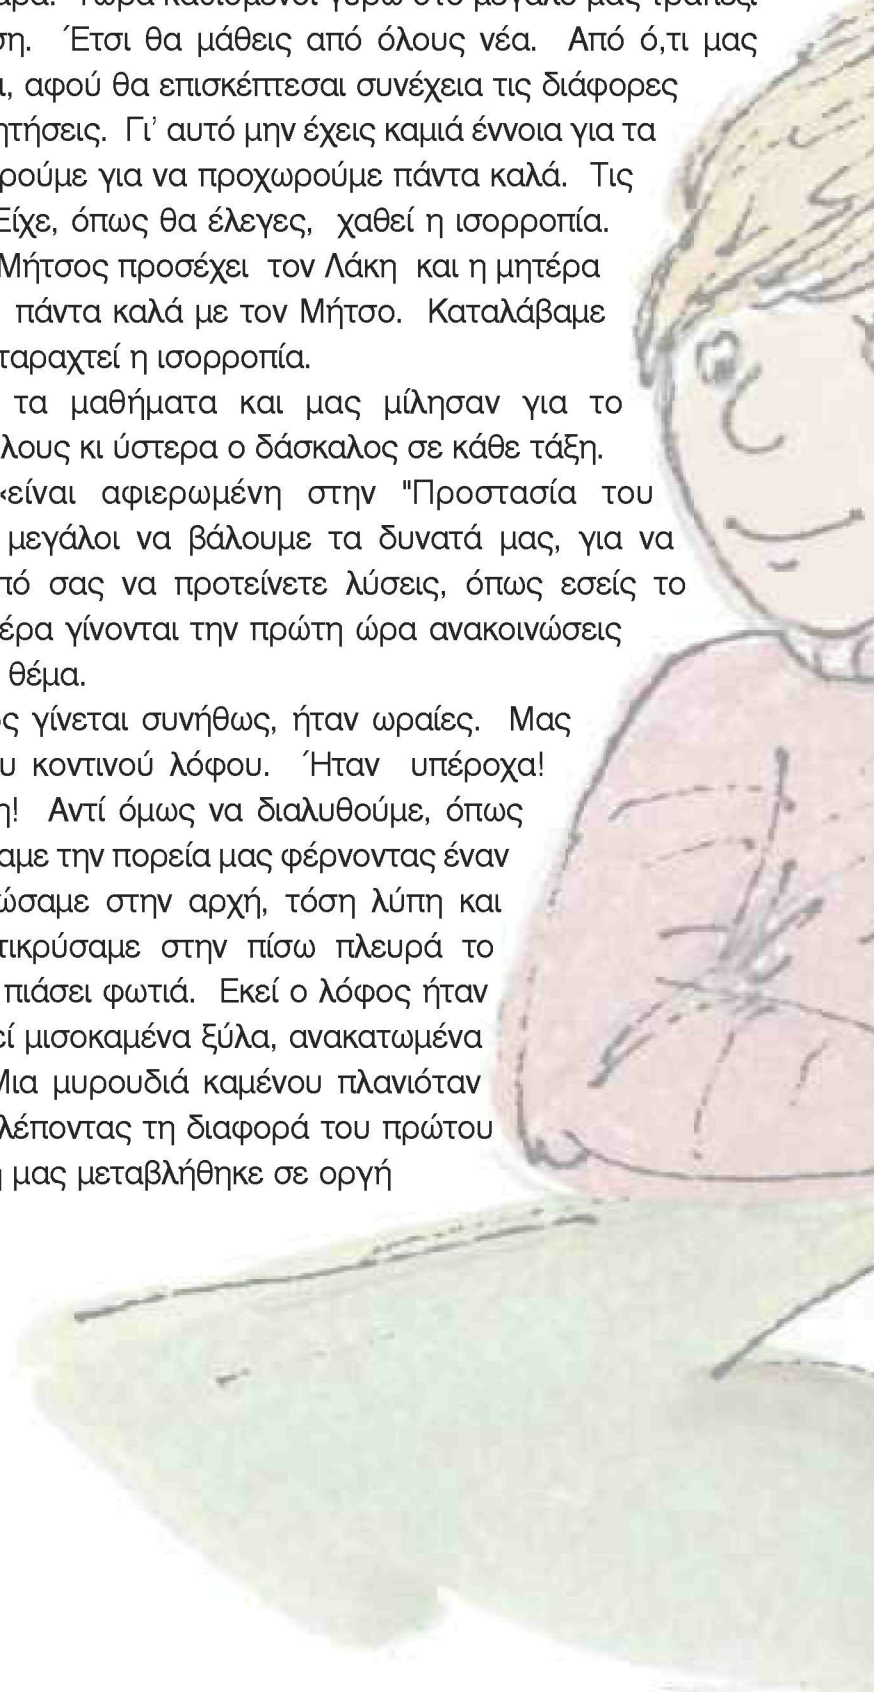 Τώρα καθισμένοι γύρω στο μεγάλο μας τραπέζι
ση. Έτσι θα μάθεις από όλους νέα. Από ό,τι μας
ι, αφού θα επισκέπτεσαι συνέχεια τις διάφορες
ητήσεις. Γι' αυτό μην έχεις καμιά έννοια για τα
ρούμε για να προχωρούμε πάντα καλά. Τις
Είχε, όπως θα έλεγες, χαθεί η ισορροπία.
Μήτσος προσέχει τον Λάκη και η μητέρα
πάντα καλά με τον Μήτσο. Καταλάβαμε
ταραχτεί η ισορροπία.
τα μαθήματα και μας μίλησαν για το
λους κι ύστερα ο δάσκαλος σε κάθε τάξη.
«είναι αφιερωμένη στην "Προστασία του
μεγάλοι να βάλουμε τα δυνατά μας, για να
πό σας να προτείνετε λύσεις, όπως εσείς το
έρα γίνονται την πρώτη ώρα ανακοινώσεις
θέμα.
ος γίνεται συνήθως, ήταν ωραίες. Μας
υ κοντινού λόφου. Ήταν υπέροχα!
η! Αντί όμως να διαλυθούμε, όπως
αμε την πορεία μας φέρνοντας έναν
ώσαμε στην αρχή, τόση λύπη και
τικρύσαμε στην πίσω πλευρά το
πιάσει φωτιά. Εκεί ο λόφος ήταν
εί μισοκαμένα ξύλα, ανακατωμένα
Μια μυρουδιά καμένου πλανιόταν
λέποντας τη διαφορά του πρώτου
η μας μεταβλήθηκε σε οργή